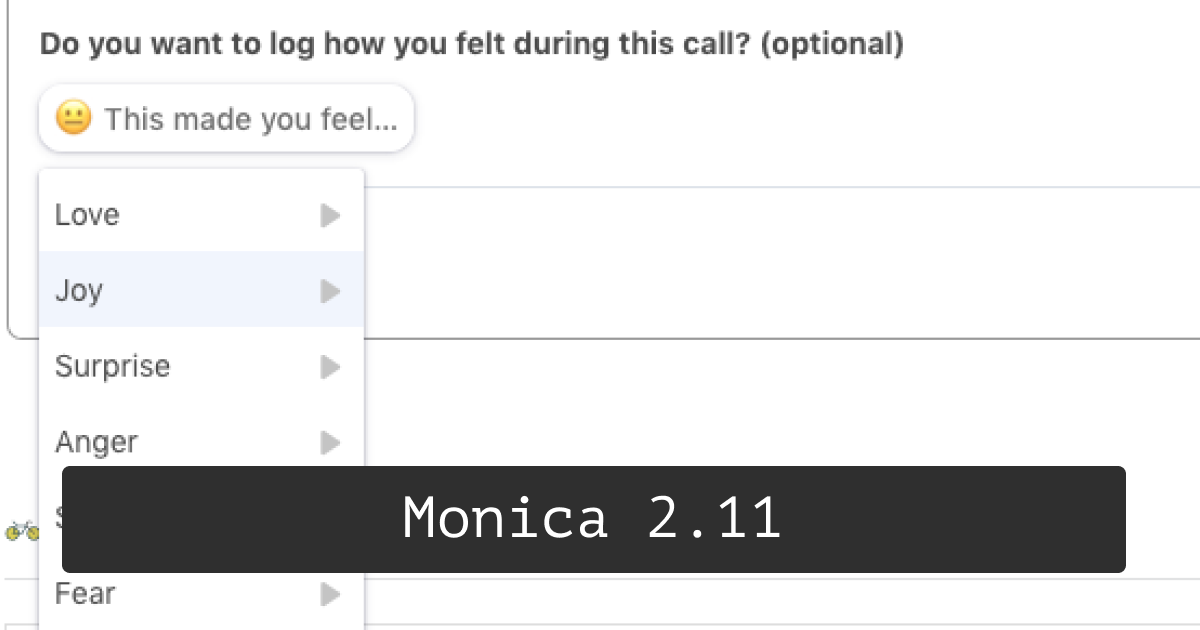 Do you want to log how you felt during this call? (optional)
This made you feel...
Love
Joy
Surprise
Anger
Monica 2.11
Fear